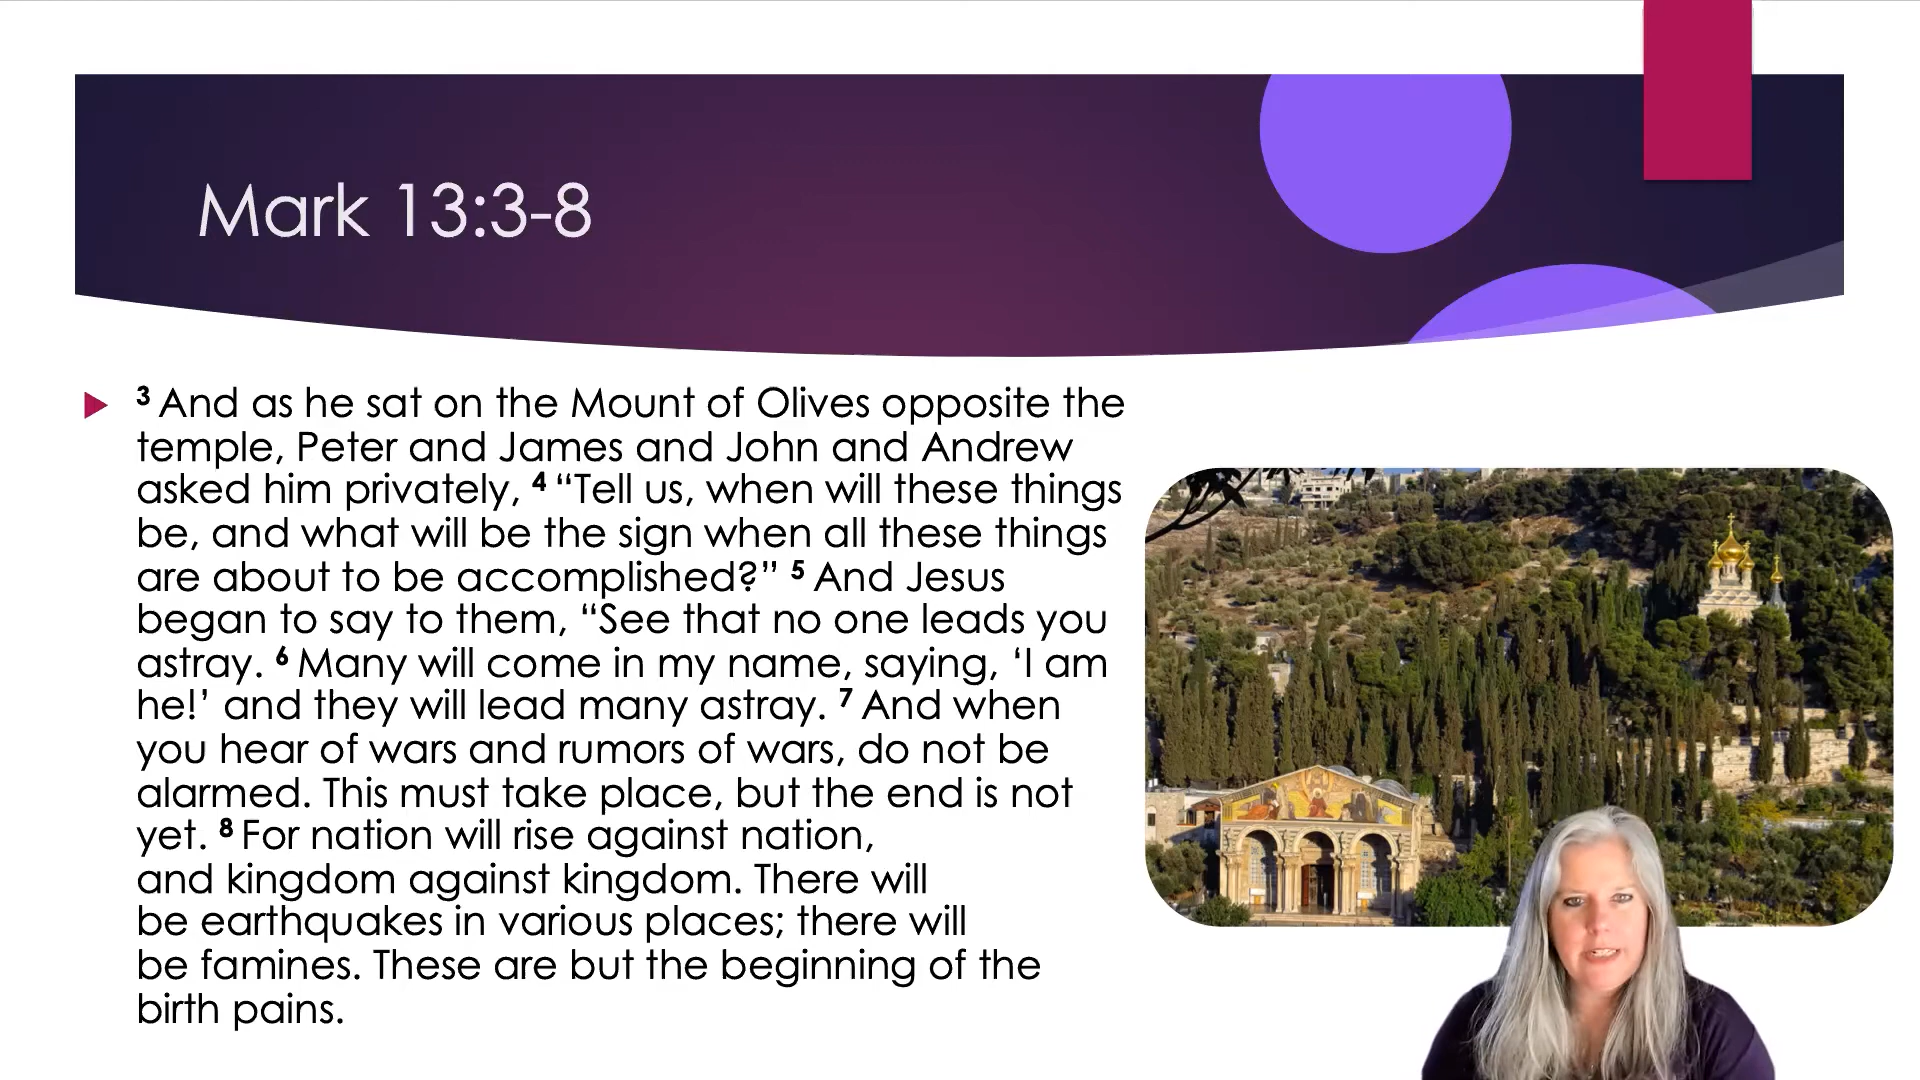 Mark 13:3-8
3 And as he sat on the Mount of Olives opposite the
temple, Peter and James and John and Andrew
asked him privately, 4 “Tell us, when will these things
be, and what will be the sign when all these things
are about to be accomplished?” 5 And Jesus
began to say to them, “See that no one leads you
astray. 6 Many will come in my name, saying, ‘I am
he!’ and they will lead many astray. 7 And when
you hear of wars and rumors of wars, do not be
alarmed. This must take place, but the end is not
yet. 8 For nation will rise against nation,
and kingdom against kingdom. There will
be earthquakes in various places; there will
be famines. These are but the beginning of the
birth pains.